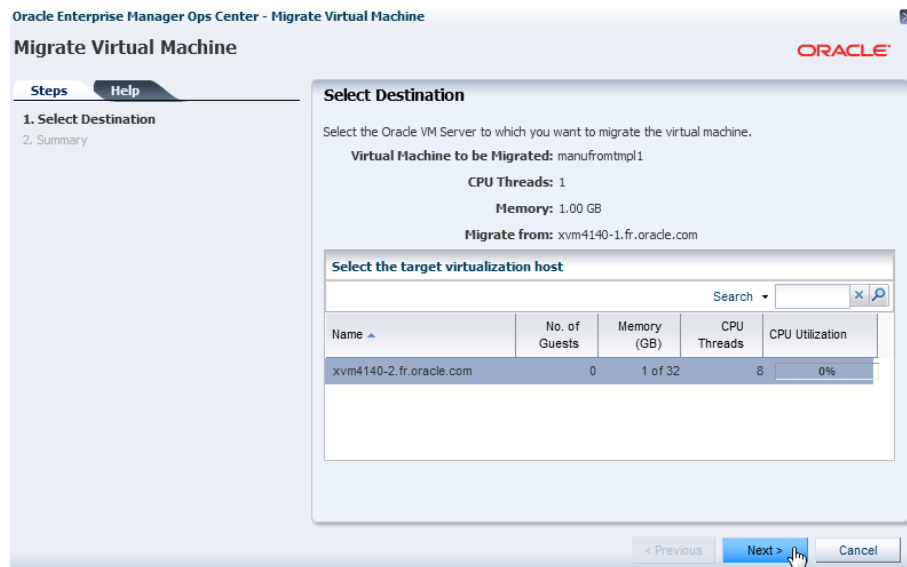 Oracle Enterprise Manager Ops Center - Migrate Virtual Machine
Migrate Virtual Machine
ORACLE
Steps Help
1. Select Destination
2. Summary
Select Destination
Select the Oracle VM Server to which you want to migrate the virtual machine.
Virtual Machine to be Migrated: manufromtmpl1
CPU Threads: 1
Memory: 1.00 GB
Migrate from: xvm4140-1.fr.oracle.com
Select the target virtualization host
Search
Name No. of Guests Memory (GB) CPU Threads CPU Utilization
xvm4140-2.fr.oracle.com 0 1 of 32 8 0%
< Previous Next > Cancel